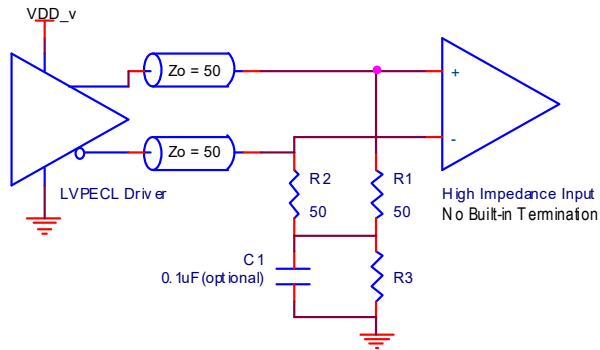 VDD_v
Zo = 50
+
Zo = 50
-
LVPECL Driver
R2
50
R1
50
High Impedance Input
No Built-in Termination
C1
0.1uF(optional)
R3